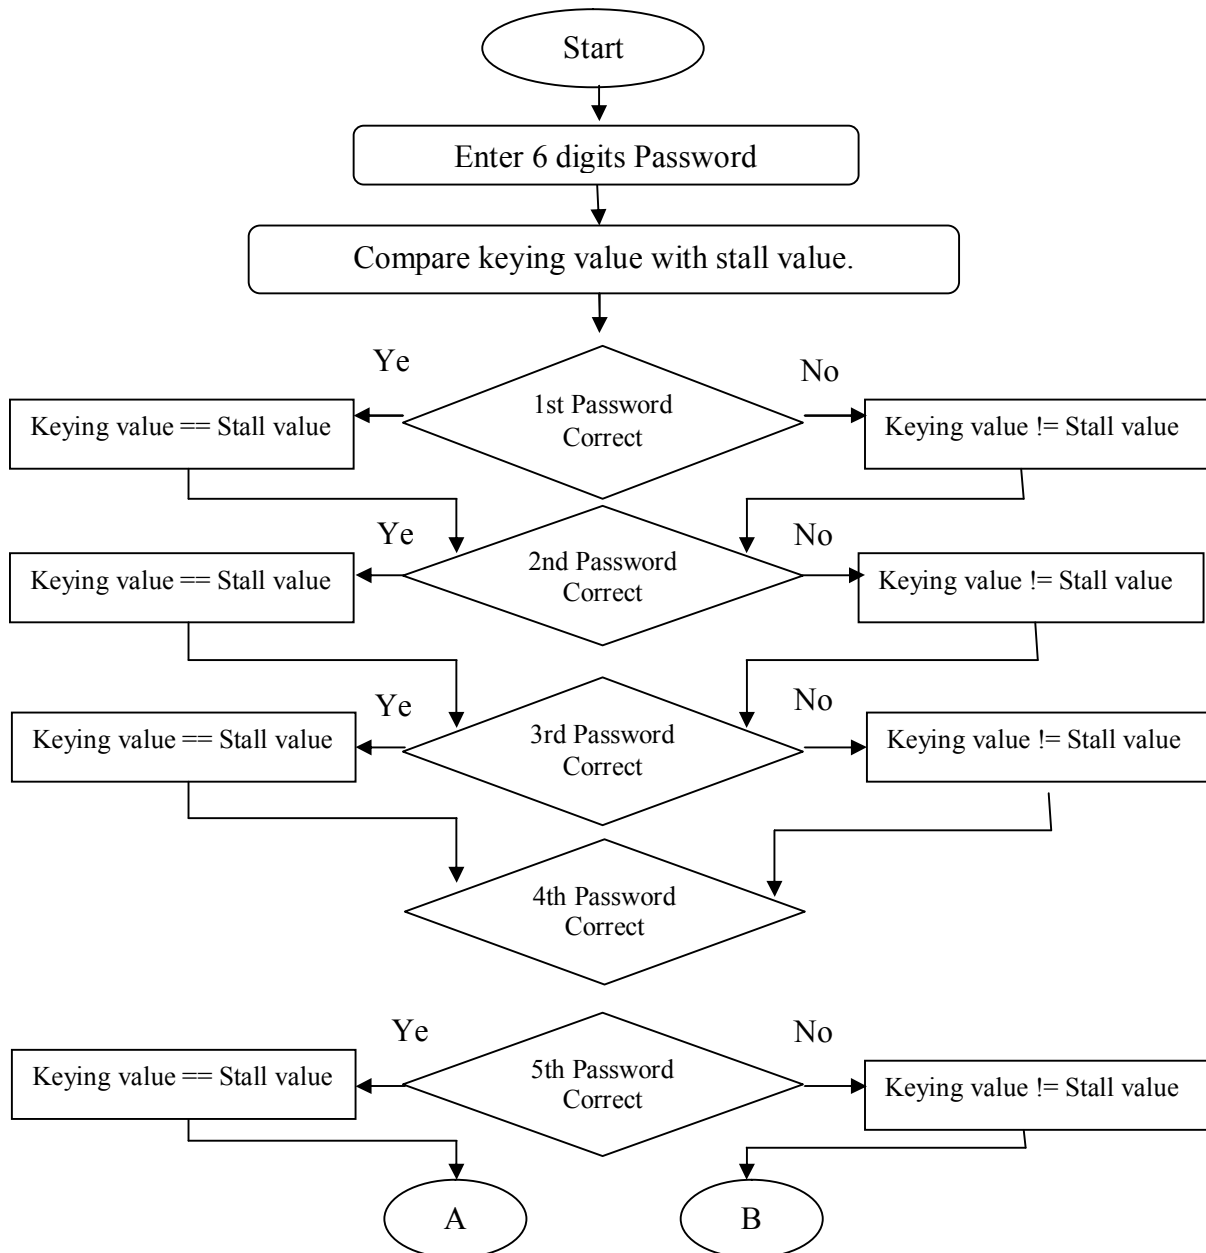 Start
Enter 6 digits Password
Compare keying value with stall value.
Ye
No
1st Password
Correct
Keying value == Stall value
Keying value != Stall value
Ye
No
2nd Password
Correct
Keying value == Stall value
Keying value != Stall value
Ye
No
3rd Password
Correct
Keying value == Stall value
Keying value != Stall value
4th Password
Correct
Ye
No
5th Password
Correct
Keying value == Stall value
Keying value != Stall value
A
B